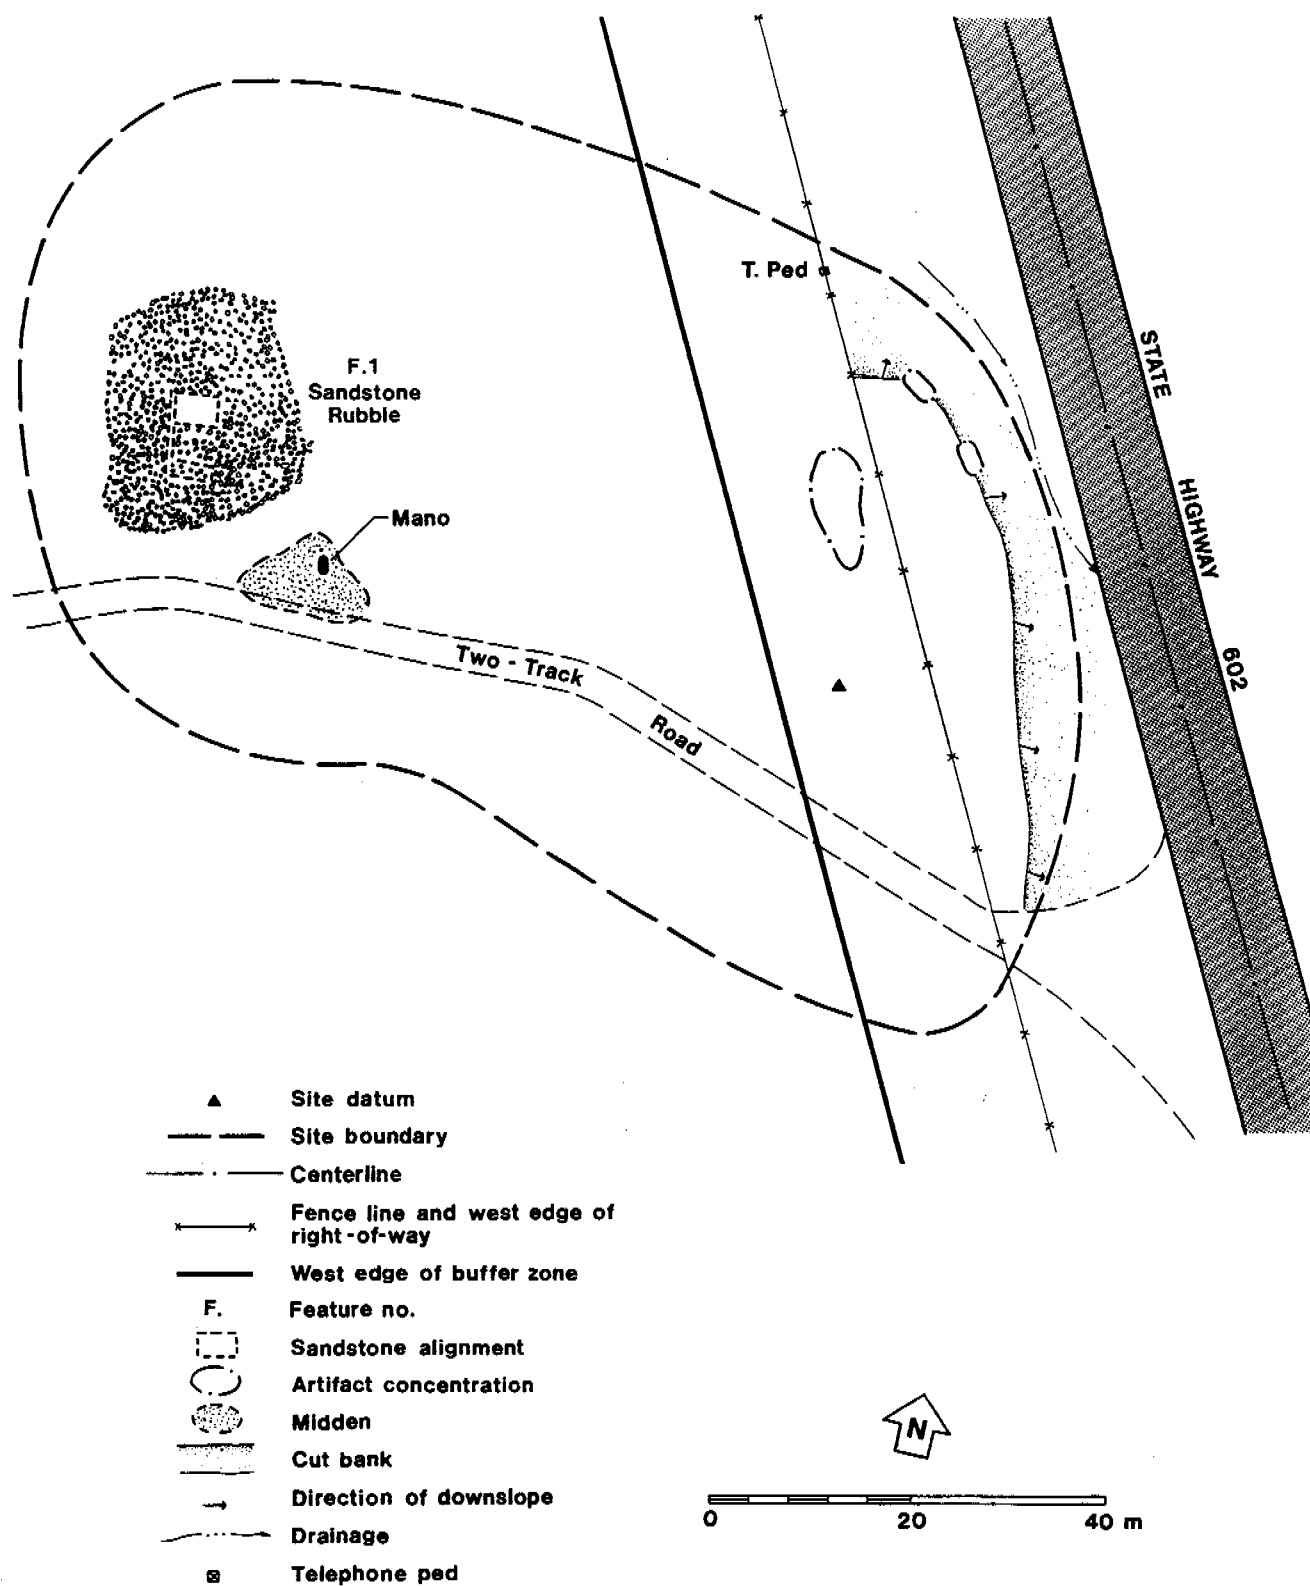 T. Ped
F.1
Sandstone
Rubble
STATE
HIGHWAY
602
Mano
Two - Track
Road
Site datum
Site boundary
Centerline
Fence line and west edge of
right-of-way
West edge of buffer zone
F. Feature no.
Sandstone alignment
Artifact concentration
Midden
Cut bank
Direction of downslope
Drainage
Telephone ped
N
0 20 40 m